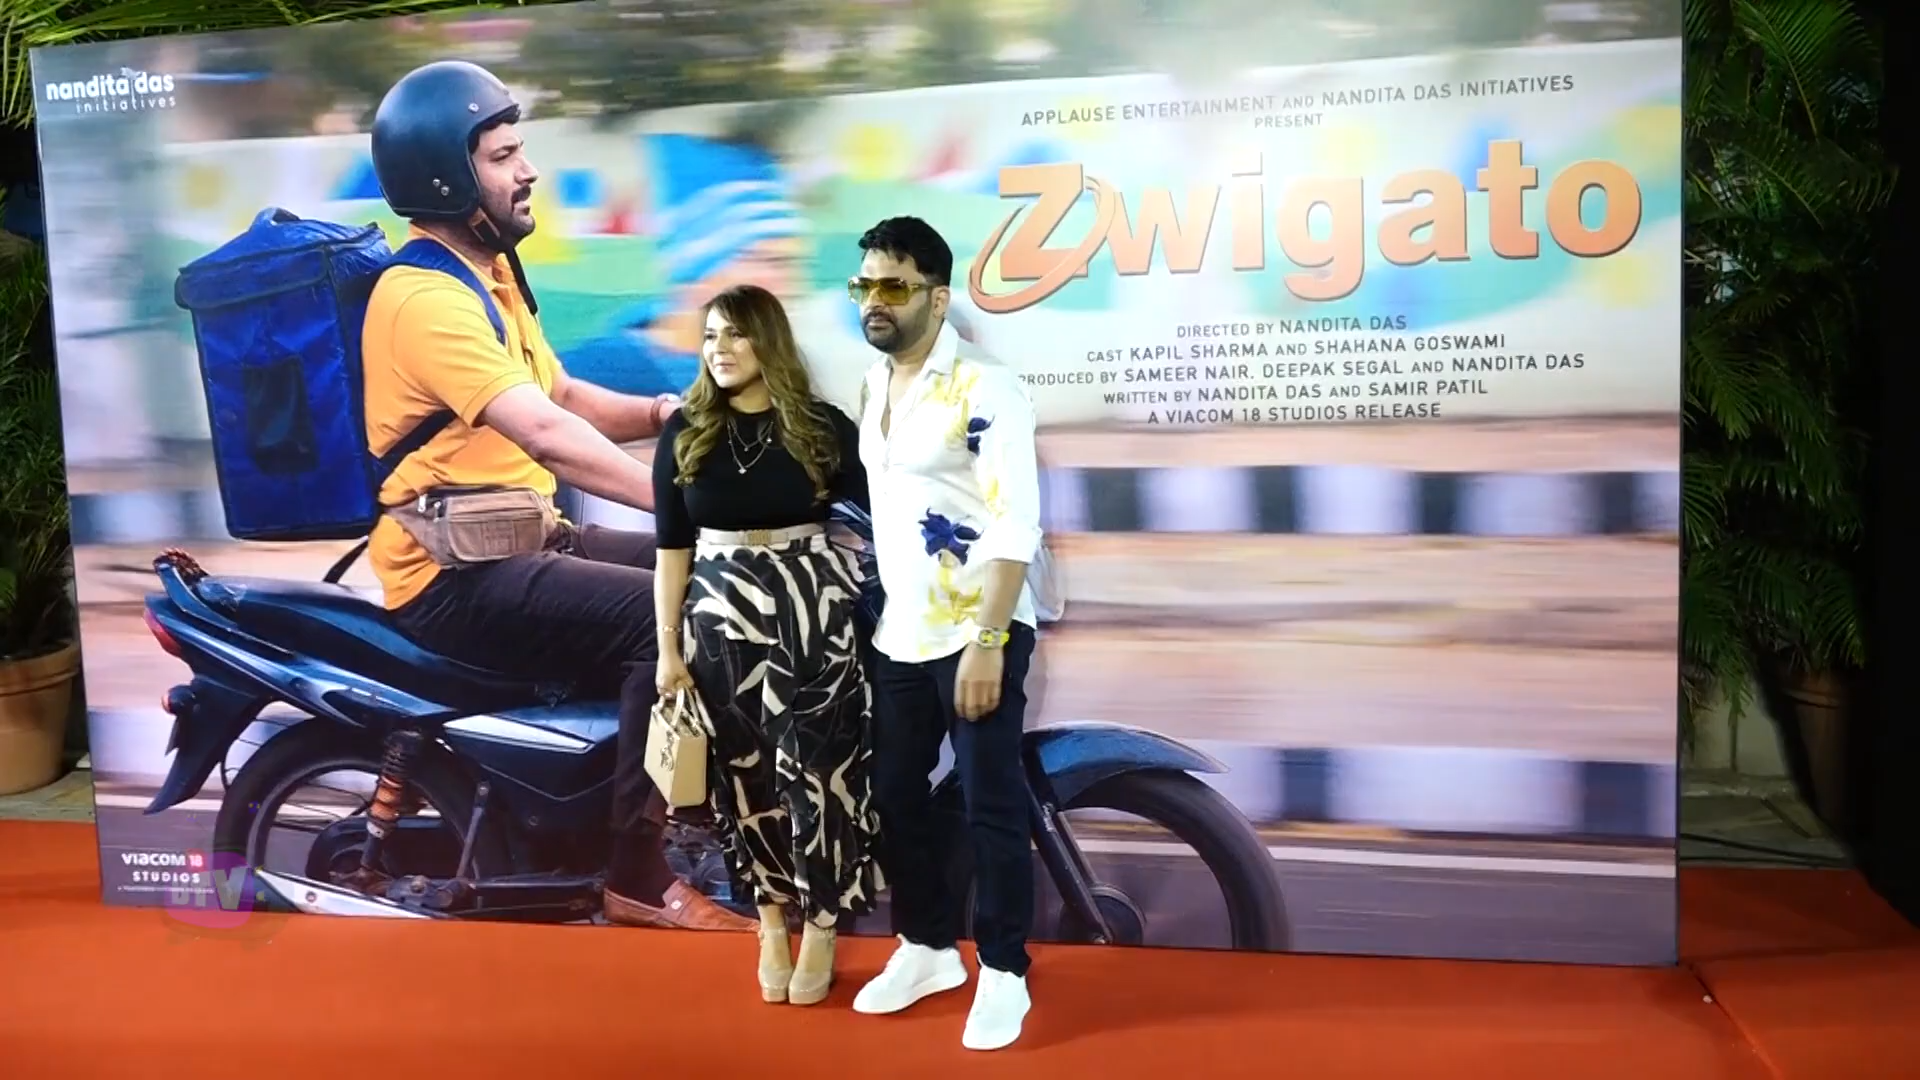 nandita das
initiatives
APPLAUSE ENTERTAINMENT AND NANDITA DAS INITIATIVES
PRESENT
Zwigato
DIRECTED BY NANDITA DAS
CAST KAPIL SHARMA AND SHAHANA GOSWAMI
PRODUCED BY SAMEER NAIR, DEEPAK SEGAL AND NANDITA DAS
WRITTEN BY NANDITA DAS AND SAMIR PATIL
A VIACOM 18 STUDIOS RELEASE
VIACOM 18
STUDIOS